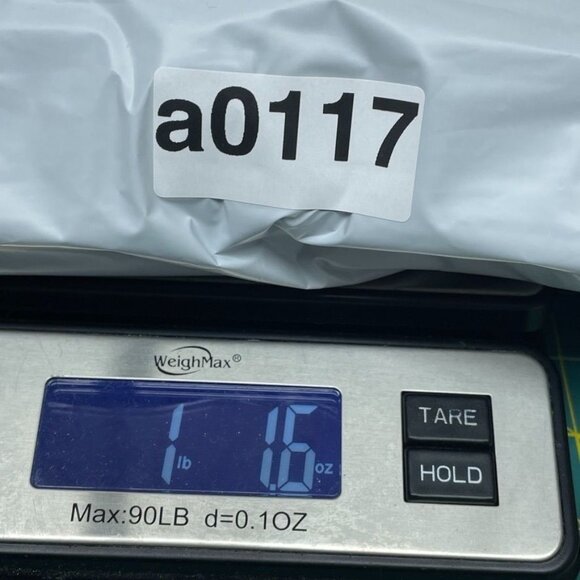 a0117
WeighMax®
1 lb 1.6 oz
TARE
HOLD
Max:90LB d=0.1OZ